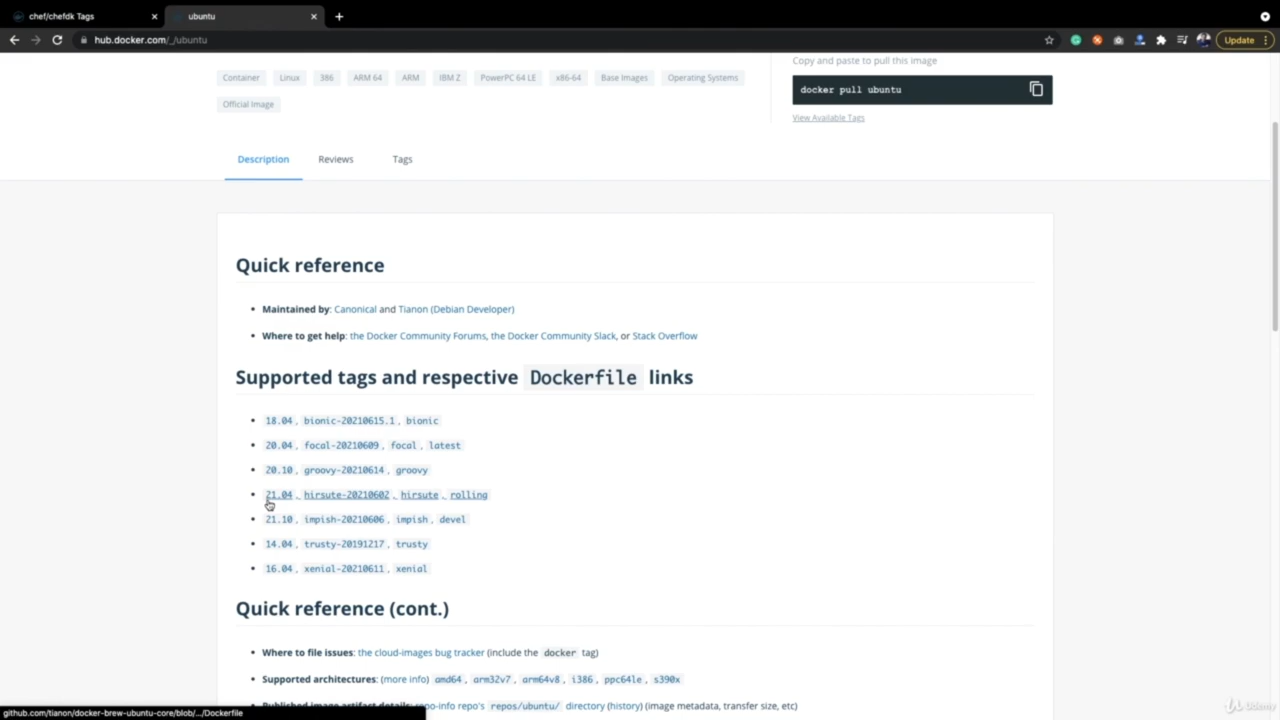 chef/chefdk Tags
ubuntu
hub.docker.com/_/ubuntu
Update
Container Linux 386 ARM 64 ARM IBM Z PowerPC 64 LE x86-64 Base Images Operating Systems
Official Image
Copy and paste to pull this image
docker pull ubuntu
View Available Tags
Description Reviews Tags
Quick reference
• Maintained by: Canonical and Tianon (Debian Developer)
• Where to get help: the Docker Community Forums, the Docker Community Slack, or Stack Overflow
Supported tags and respective Dockerfile links
• 18.04, bionic-20210615.1, bionic
• 20.04, focal-20210609, focal, latest
• 20.10, groovy-20210614, groovy
• 21.04, hirsute-20210602, hirsute, rolling
• 21.10, impish-20210606, impish, devel
• 14.04, trusty-20191217, trusty
• 16.04, xenial-20210611, xenial
Quick reference (cont.)
• Where to file issues: the cloud-images bug tracker (include the docker tag)
• Supported architectures: (more info) amd64, arm32v7, arm64v8, i386, ppc64le, s390x
• Published image artifact details: repo-info repo's repos/ubuntu/ directory (history) (image metadata, transfer size, etc)
github.com/tianon/docker-brew-ubuntu-core/blob/.../Dockerfile
Udemy